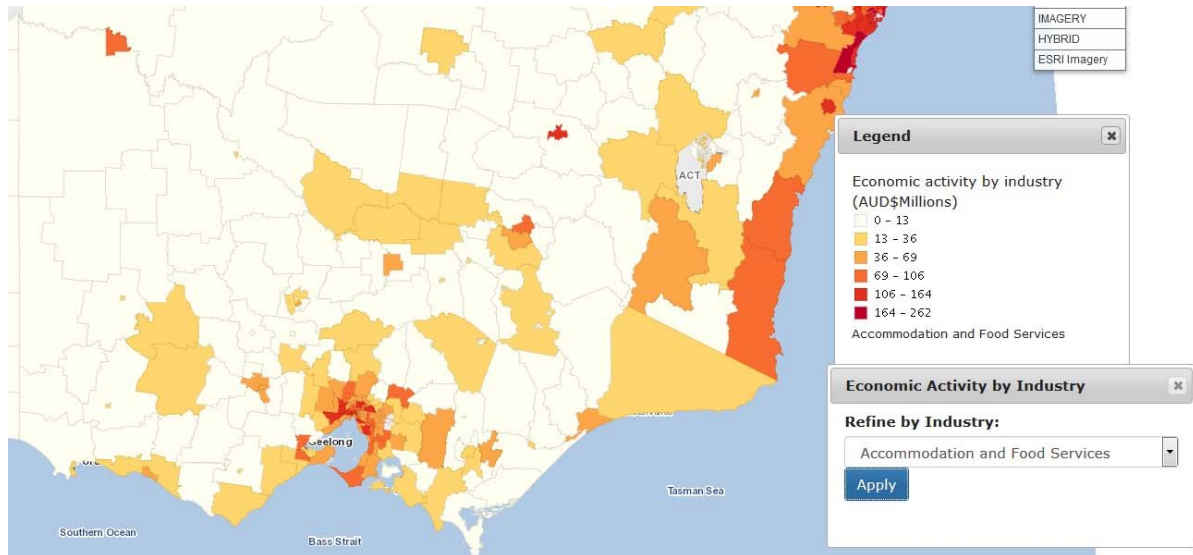 IMAGERY
HYBRID
ESRI Imagery
Legend
Economic activity by industry
(AUD$Millions)
0 – 13
13 – 36
36 – 69
69 – 106
106 – 164
164 – 262
Accommodation and Food Services
ACT
Economic Activity by Industry
Refine by Industry:
Accommodation and Food Services
Apply
Geelong
Tasman Sea
Southern Ocean
Bass Strait